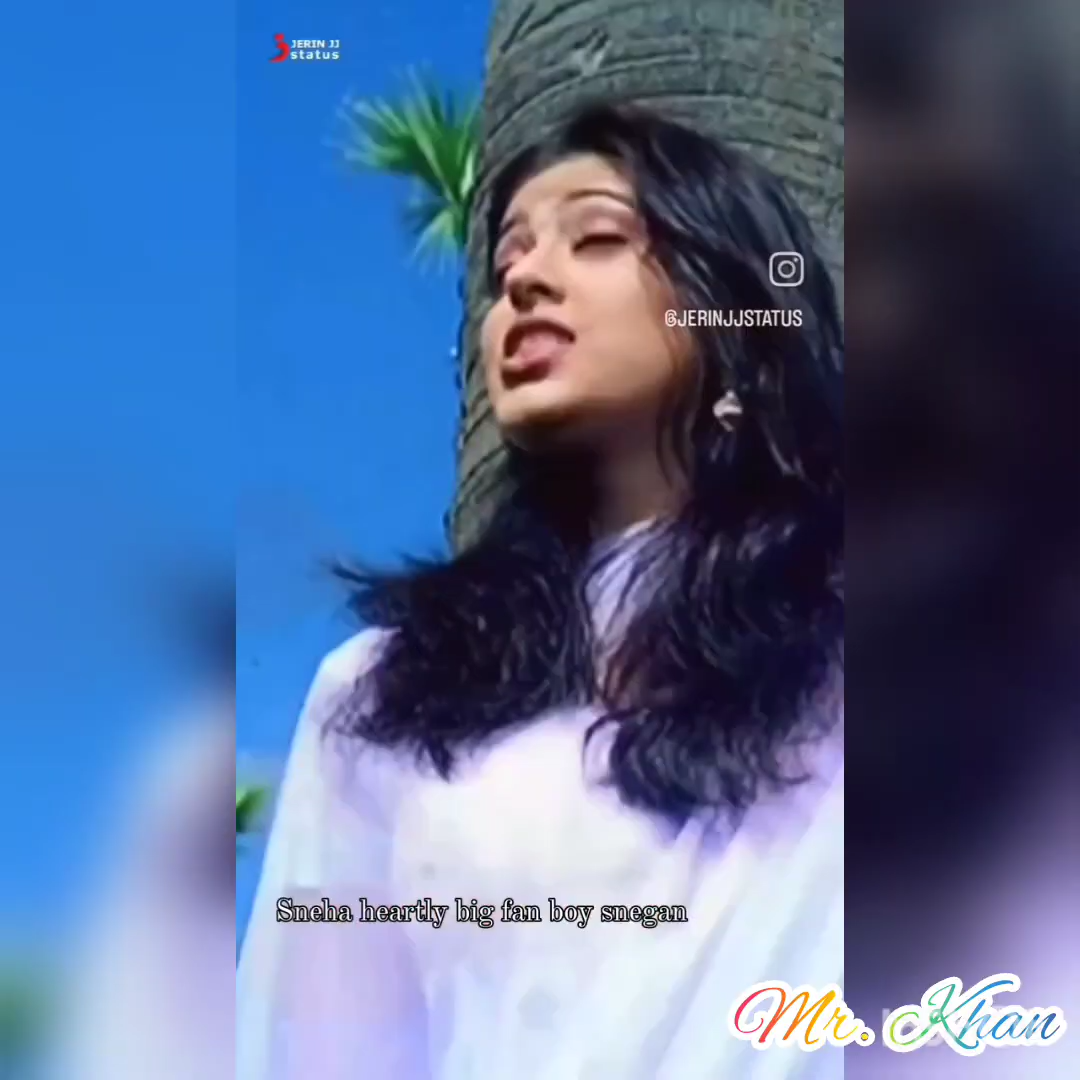 JERIN JJ
status
@JERINJJSTATUS
Sneha heartly big fan boy snegan
Mr. Khan